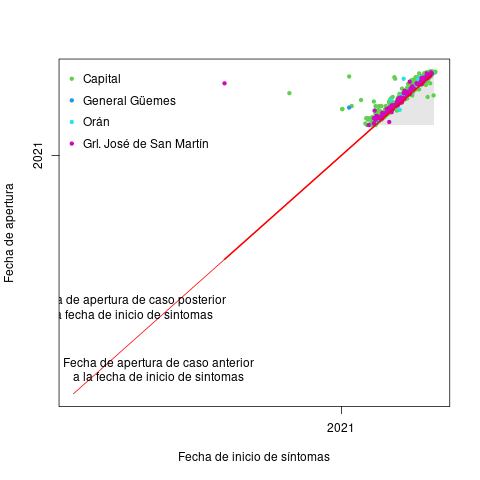 Capital
General Güemes
Orán
Grl. José de San Martín
2021
Fecha de apertura
a de apertura de caso posterior
a fecha de inicio de sintomas
Fecha de apertura de caso anterior
a la fecha de inicio de sintomas
2021
Fecha de inicio de síntomas